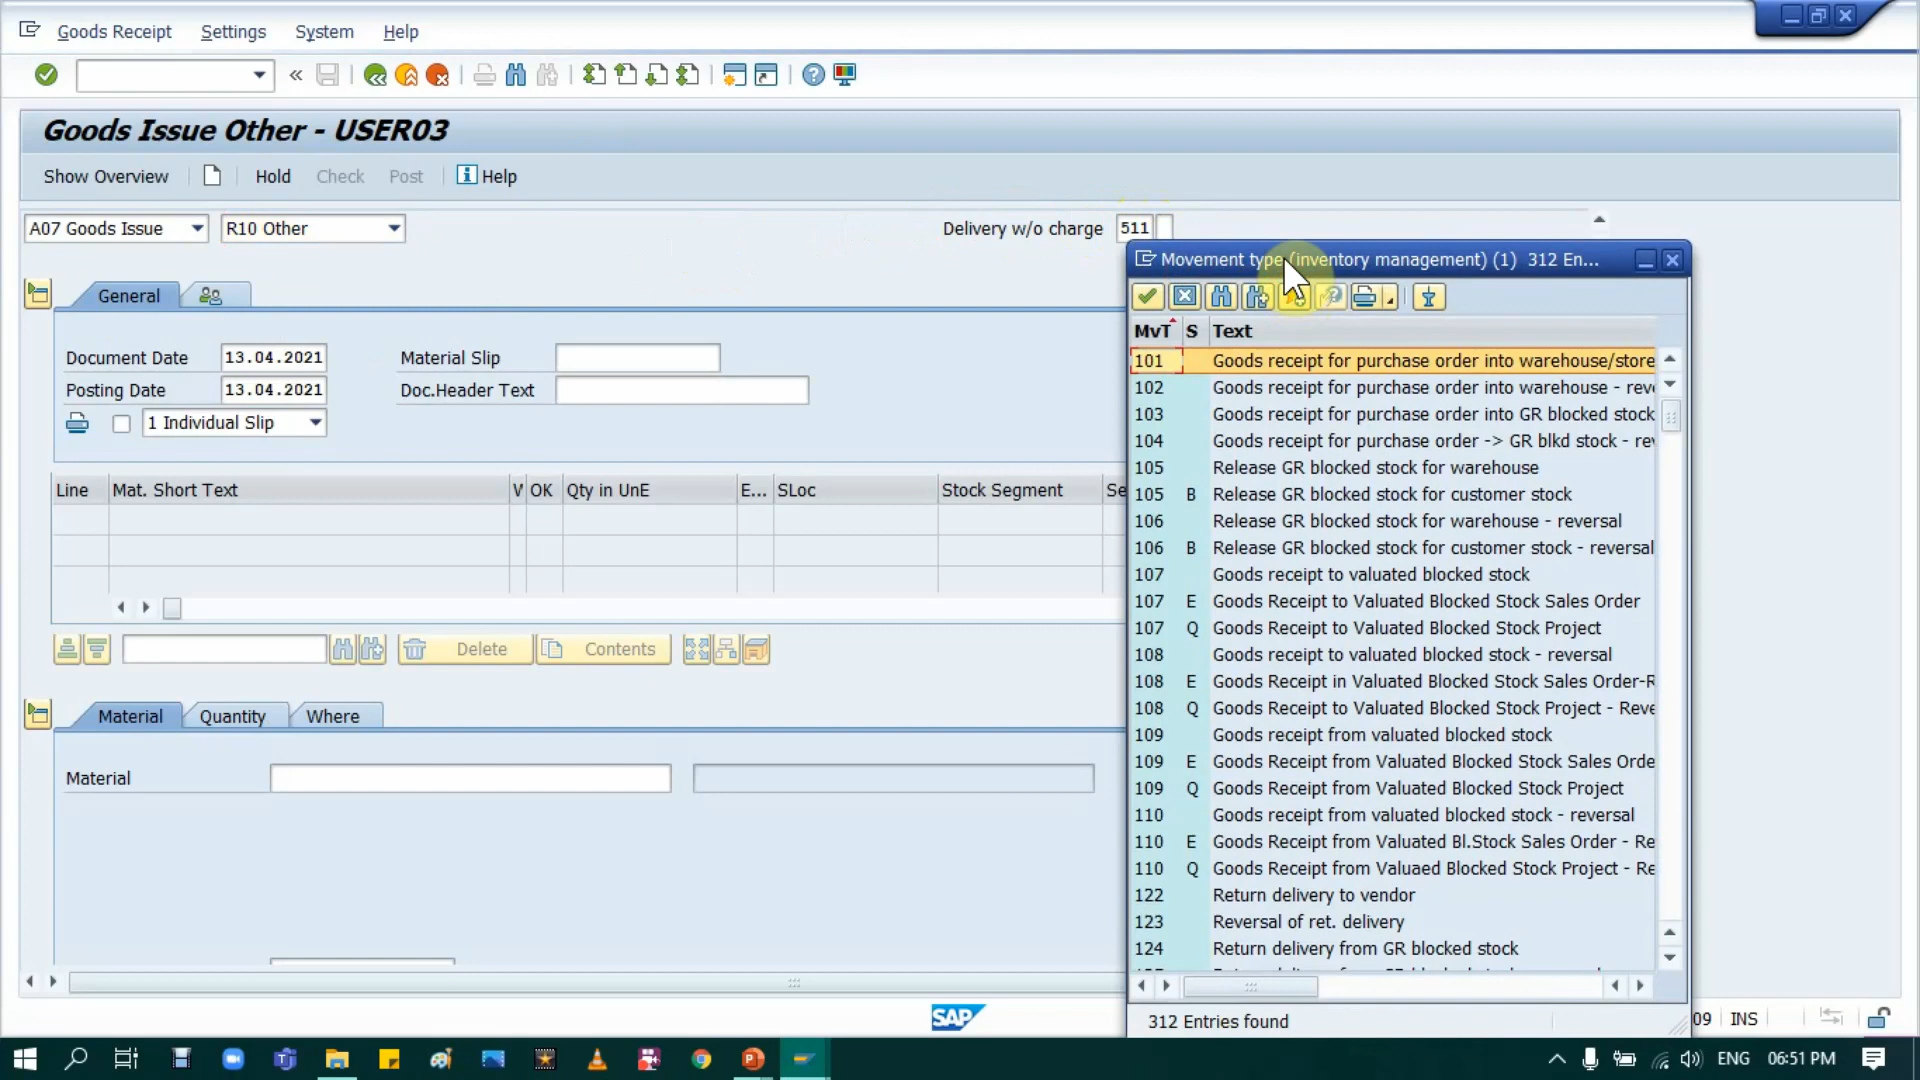 Goods Receipt Settings System Help
Goods Issue Other - USER03
Show Overview Hold Check Post Help
A07 Goods Issue R10 Other Delivery w/o charge 511
Movement type (inventory management) (1) 312 En...
General
MvT S Text
Document Date 13.04.2021 Material Slip
Posting Date 13.04.2021 Doc.Header Text
1 Individual Slip
Line Mat. Short Text OK Qty in UnE E... SLoc Stock Segment Se
Delete Contents
Material Quantity Where
Material
101 Goods receipt for purchase order into warehouse/store
102 Goods receipt for purchase order into warehouse - rev
103 Goods receipt for purchase order into GR blocked stock
104 Goods receipt for purchase order -> GR blkd stock - re
105 Release GR blocked stock for warehouse
105 B Release GR blocked stock for customer stock
106 Release GR blocked stock for warehouse - reversal
106 B Release GR blocked stock for customer stock - reversal
107 Goods receipt to valuated blocked stock
107 E Goods Receipt to Valuated Blocked Stock Sales Order
107 Q Goods Receipt to Valuated Blocked Stock Project
108 Goods receipt to valuated blocked stock - reversal
108 E Goods Receipt in Valuated Blocked Stock Sales Order-R
108 Q Goods Receipt to Valuated Blocked Stock Project - Reve
109 Goods receipt from valuated blocked stock
109 E Goods Receipt from Valuated Blocked Stock Sales Orde
109 Q Goods Receipt from Valuated Blocked Stock Project
110 Goods receipt from valuated blocked stock - reversal
110 E Goods Receipt from Valuated Bl.Stock Sales Order - Re
110 Q Goods Receipt from Valuaed Blocked Stock Project - Re
122 Return delivery to vendor
123 Reversal of ret. delivery
124 Return delivery from GR blocked stock
312 Entries found
SAP 09 INS
ENG 06:51 PM